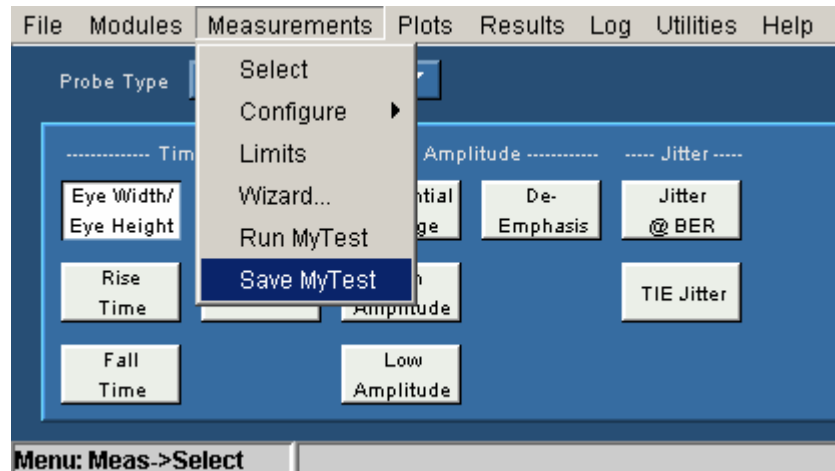 File Modules Measurements Plots Results Log Utilities Help
Probe Type
Select
Configure
Limits
Wizard...
Run MyTest
Save MyTest
Amplitude
Jitter
Eye Width/
Eye Height
De-
Emphasis
Jitter
@ BER
Rise
Time
Amplitude
TIE Jitter
Fall
Time
Low
Amplitude
Menu: Meas->Select